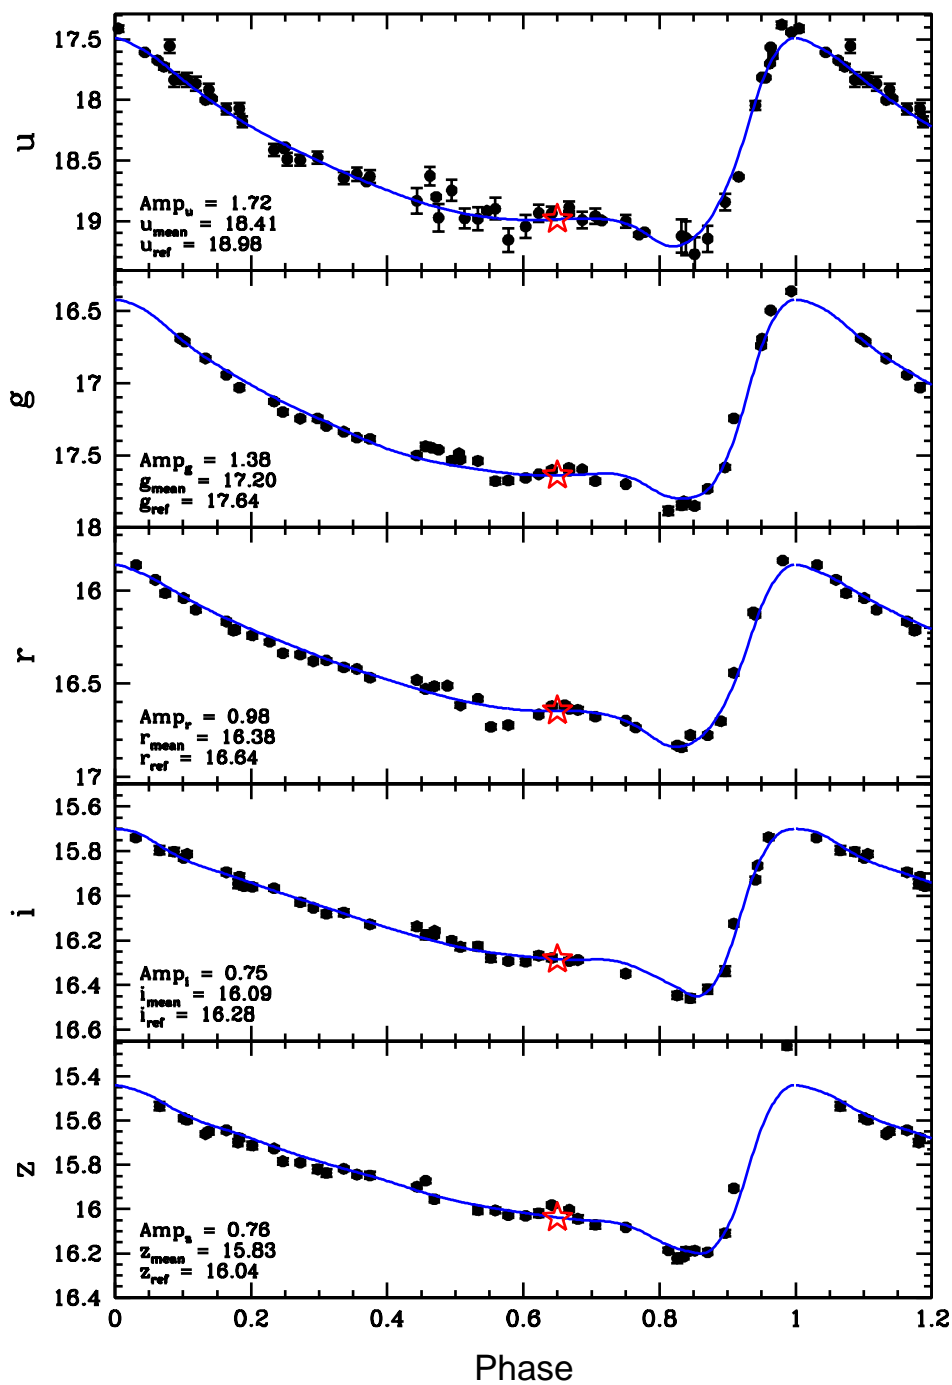 17.5
18
18.5
19
u
Amp_u = 1.72
u_mean = 18.41
u_ref = 18.98
16.5
17
17.5
18
g
Amp_g = 1.38
g_mean = 17.20
g_ref = 17.64
16
16.5
17
r
Amp_r = 0.98
r_mean = 16.38
r_ref = 16.64
15.6
15.8
16
16.2
16.4
16.6
i
Amp_i = 0.75
i_mean = 16.09
i_ref = 16.28
15.4
15.6
15.8
16
16.2
16.4
z
Amp_z = 0.76
z_mean = 15.83
z_ref = 16.04
0 0.2 0.4 0.6 0.8 1 1.2
Phase